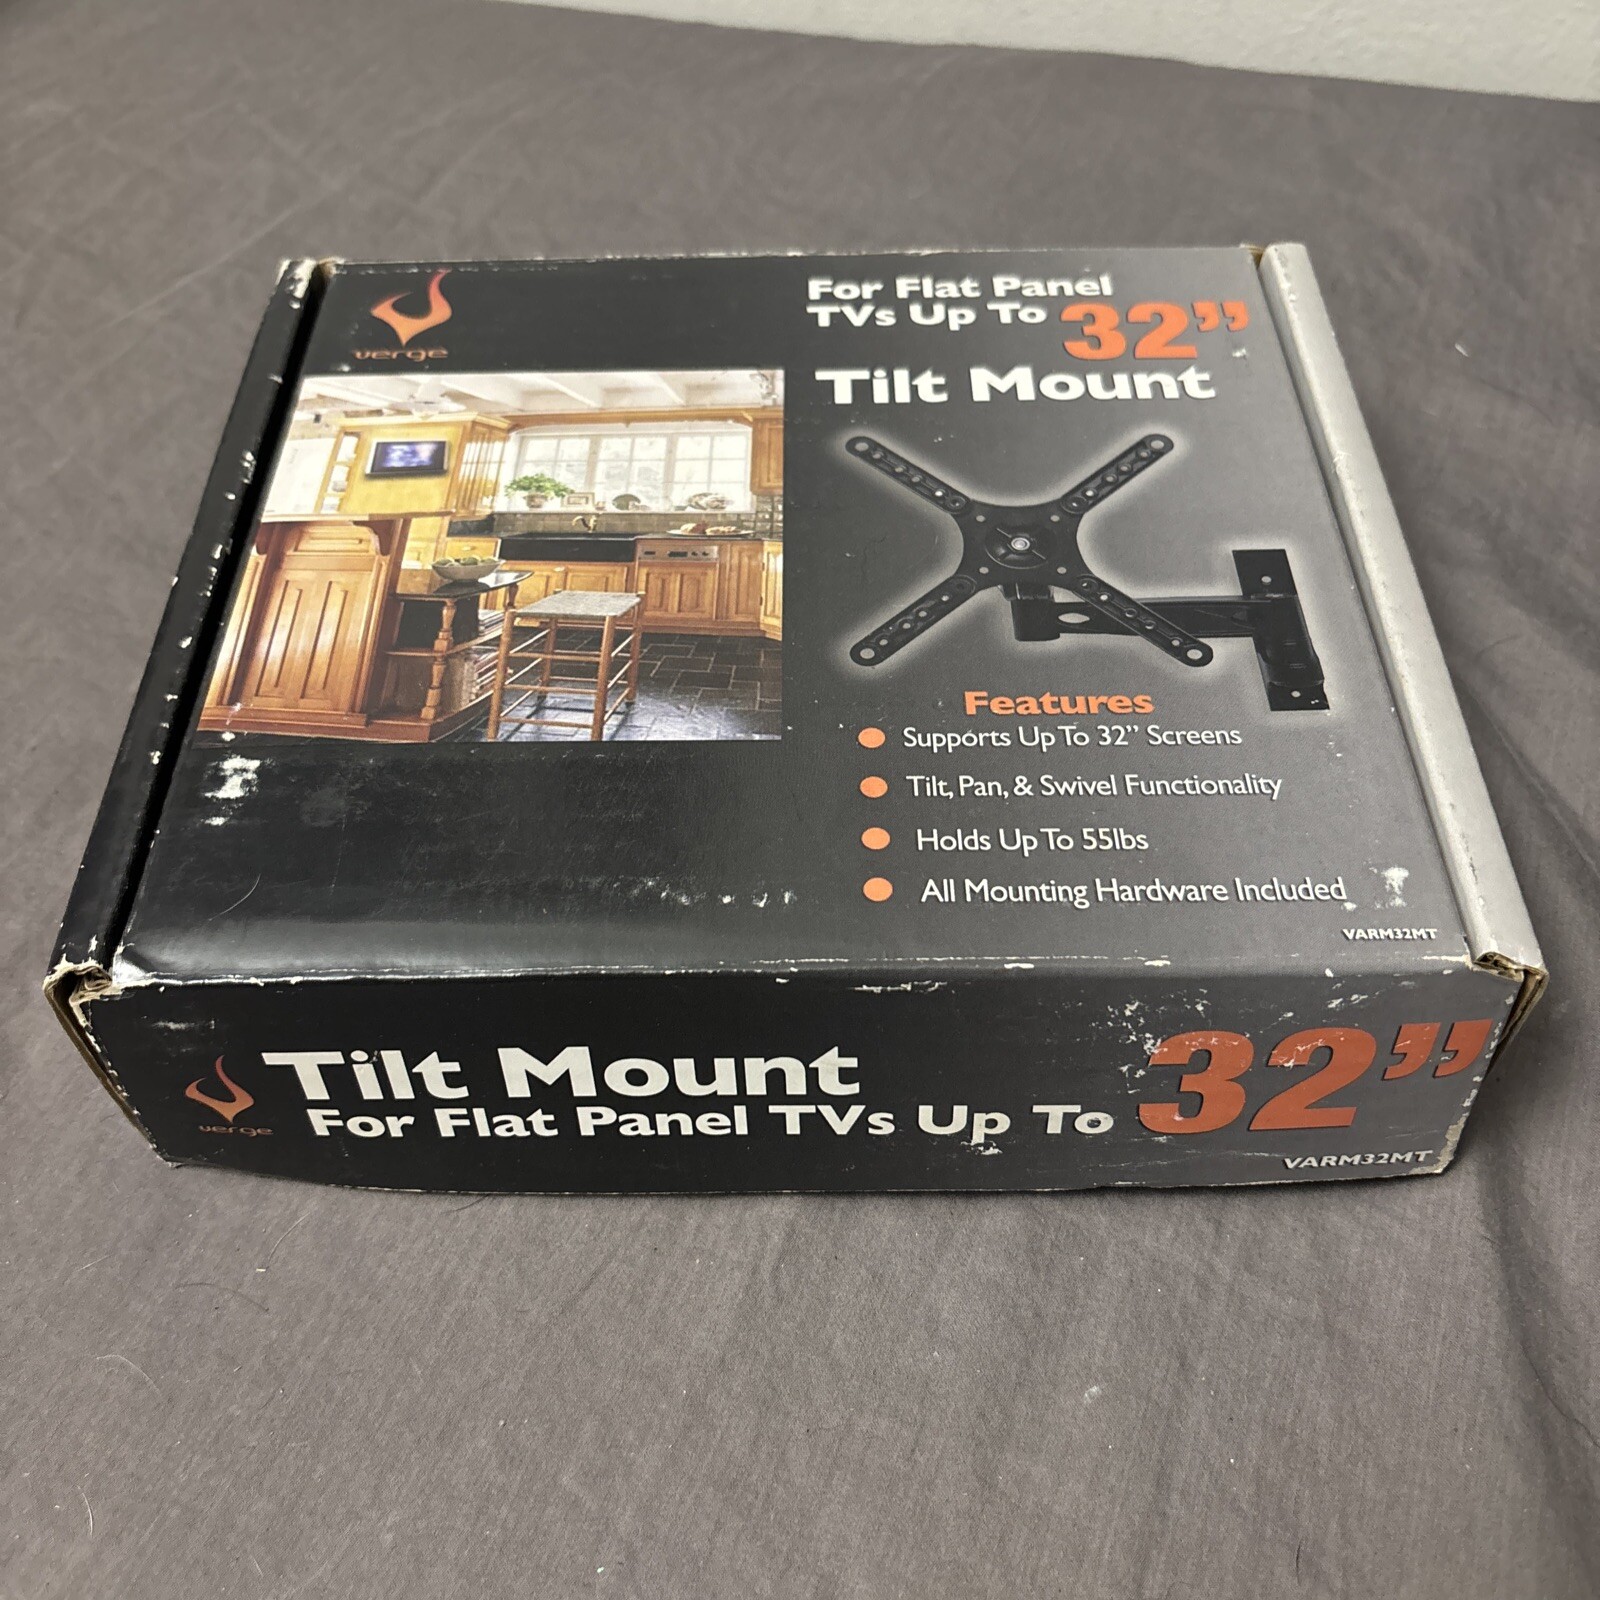 verge
For Flat Panel
TVs Up To 32”
Tilt Mount
Features
Supports Up To 32” Screens
Tilt, Pan, & Swivel Functionality
Holds Up To 55lbs
All Mounting Hardware Included
VARM32MT
verge
Tilt Mount
For Flat Panel TVs Up To 32”
VARM32MT